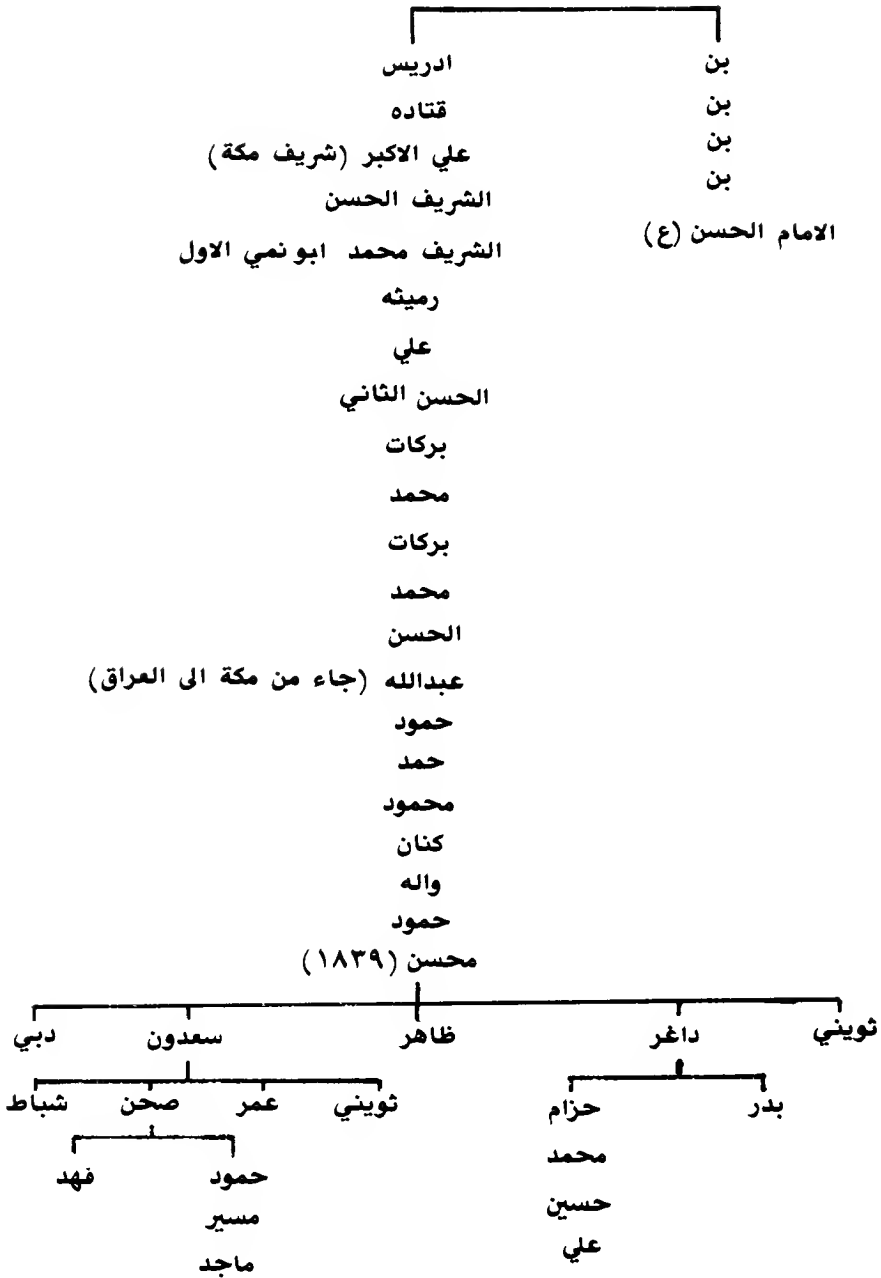 بن ادريس
بن قتاده
بن علي الاكبر (شريف مكة)
بن الشريف الحسن
الامام الحسن (ع) الشريف محمد ابو نمي الاول
رميثه
علي
الحسن الثاني
بركات
محمد
بركات
محمد
الحسن
عبدالله (جاء من مكة الى العراق)
حمود
حمد
محمود
كنان
واله
حمود
محسن (١٨٣٩)
ثويني داغر ظاهر سعدون دبي
بدر حزام ثويني عمر صحن شباط
محمد حمود فهد
حسين مسير
علي ماجد